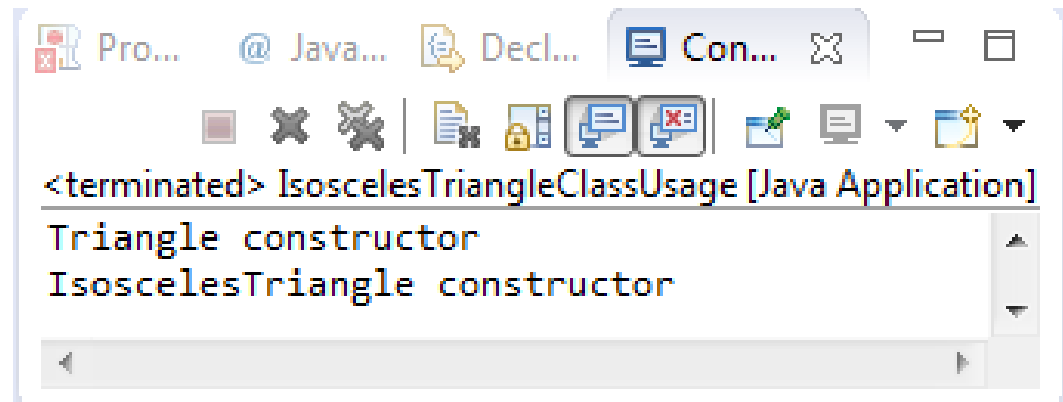 Pro... @ Java... Decl... Con...
<terminated> IsoscelesTriangleClassUsage [Java Application]
Triangle constructor
IsoscelesTriangle constructor